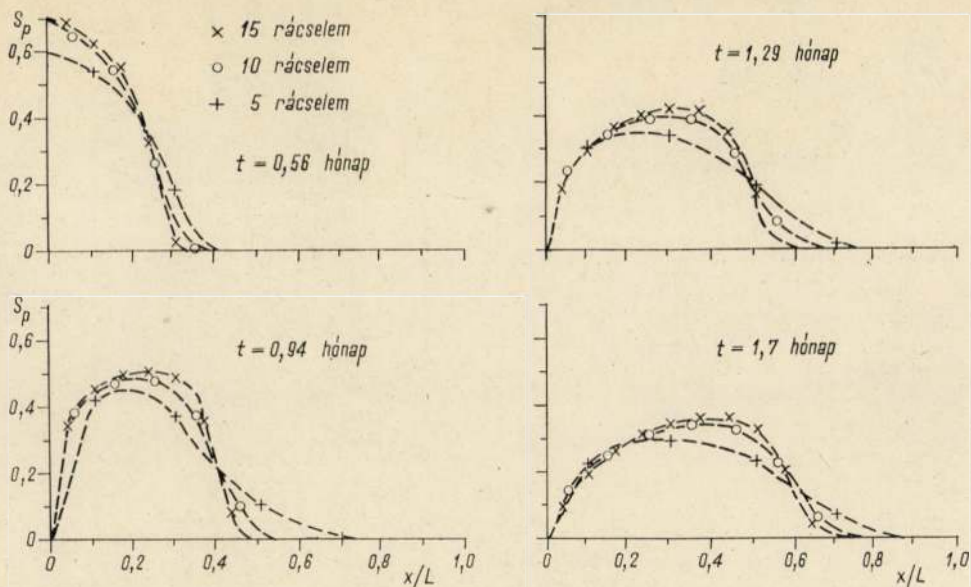 S_p
0,6
0,4
0,2
0
× 15 rácselem
○ 10 rácselem
+ 5 rácselem
t = 0,56 hónap
t = 1,29 hónap
S_p
0,6
0,4
0,2
0
t = 0,94 hónap
0 0,2 0,4 0,6 0,8 1,0
x/L
t = 1,7 hónap
0 0,2 0,4 0,6 0,8 1,0
x/L